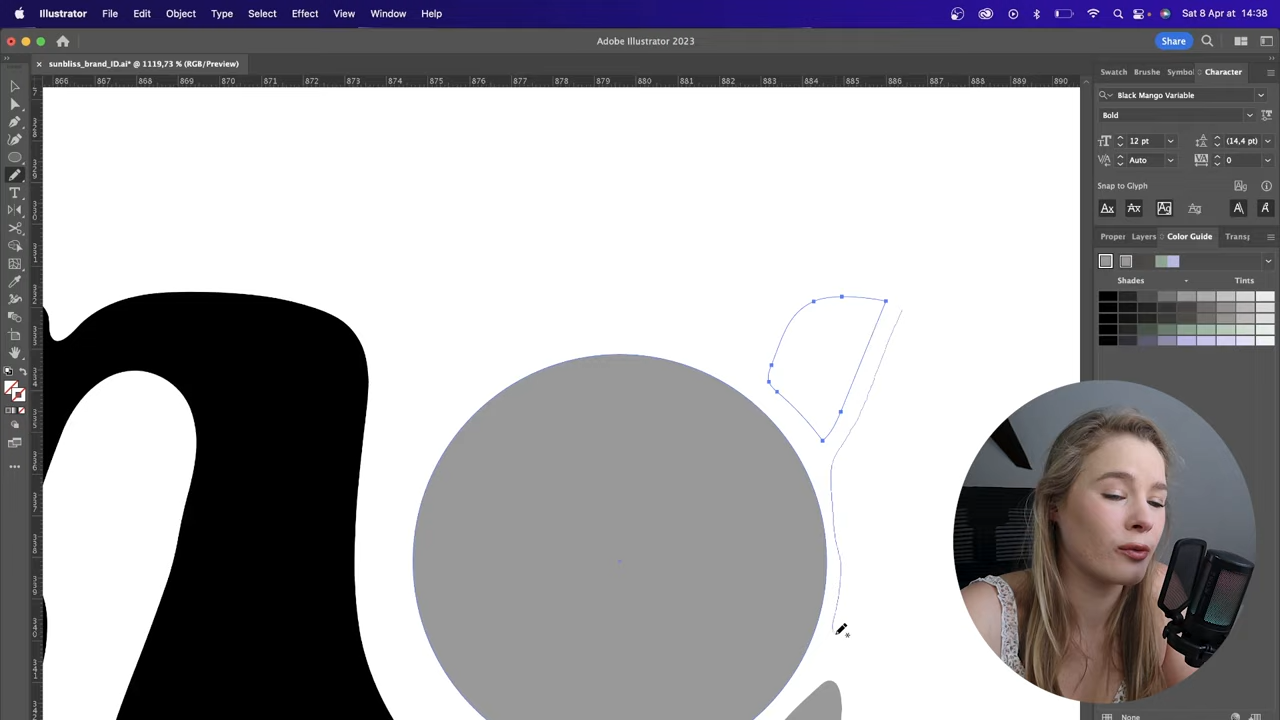 Illustrator File Edit Object Type Select Effect View Window Help
Sat 8 Apr at 14:38
Adobe Illustrator 2023
Share
sunbliss_brand_ID.ai* @ 1119,73 % (RGB/Preview)
866 867 868 869 870 871 872 873 874 875 876 877 878 879 880 881 882 883 884 885 886 887 888 889 890
Swatch Brushe Symbol Character
Black Mango Variable
Bold
12 pt (14,4 pt)
Auto 0
Snap to Glyph
Proper Layers Color Guide Transp
Shades Tints
None